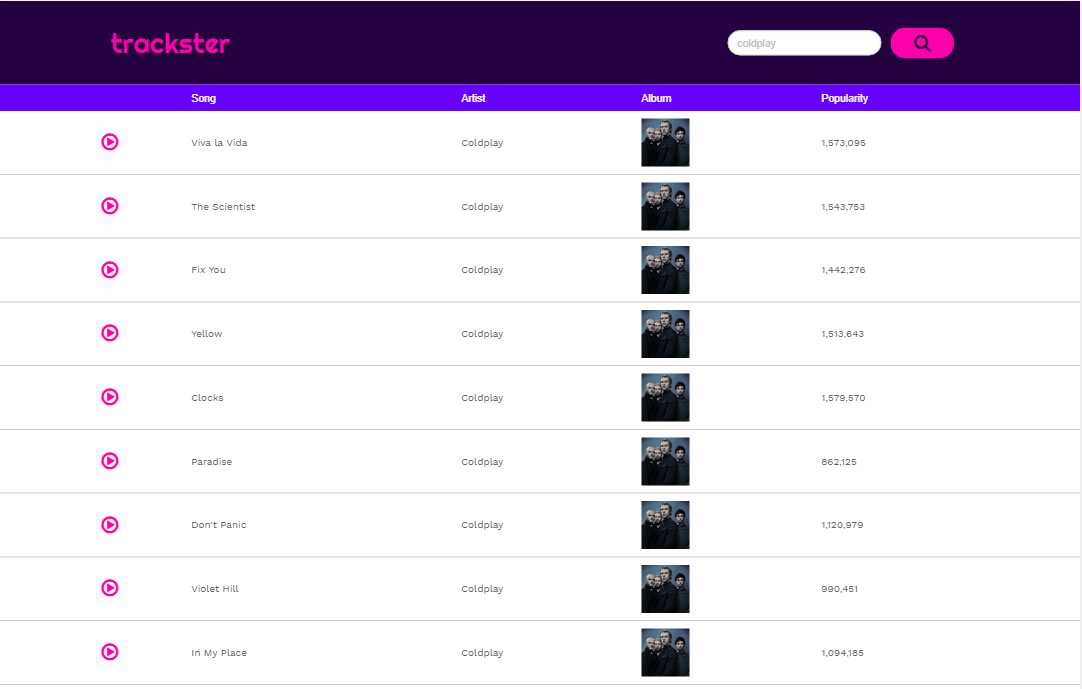 trackster
coldplay
Song Artist Album Popularity
Viva la Vida Coldplay 1,573,095
The Scientist Coldplay 1,543,753
Fix You Coldplay 1,442,276
Yellow Coldplay 1,513,643
Clocks Coldplay 1,579,570
Paradise Coldplay 862,125
Don't Panic Coldplay 1,120,979
Violet Hill Coldplay 990,451
In My Place Coldplay 1,094,185